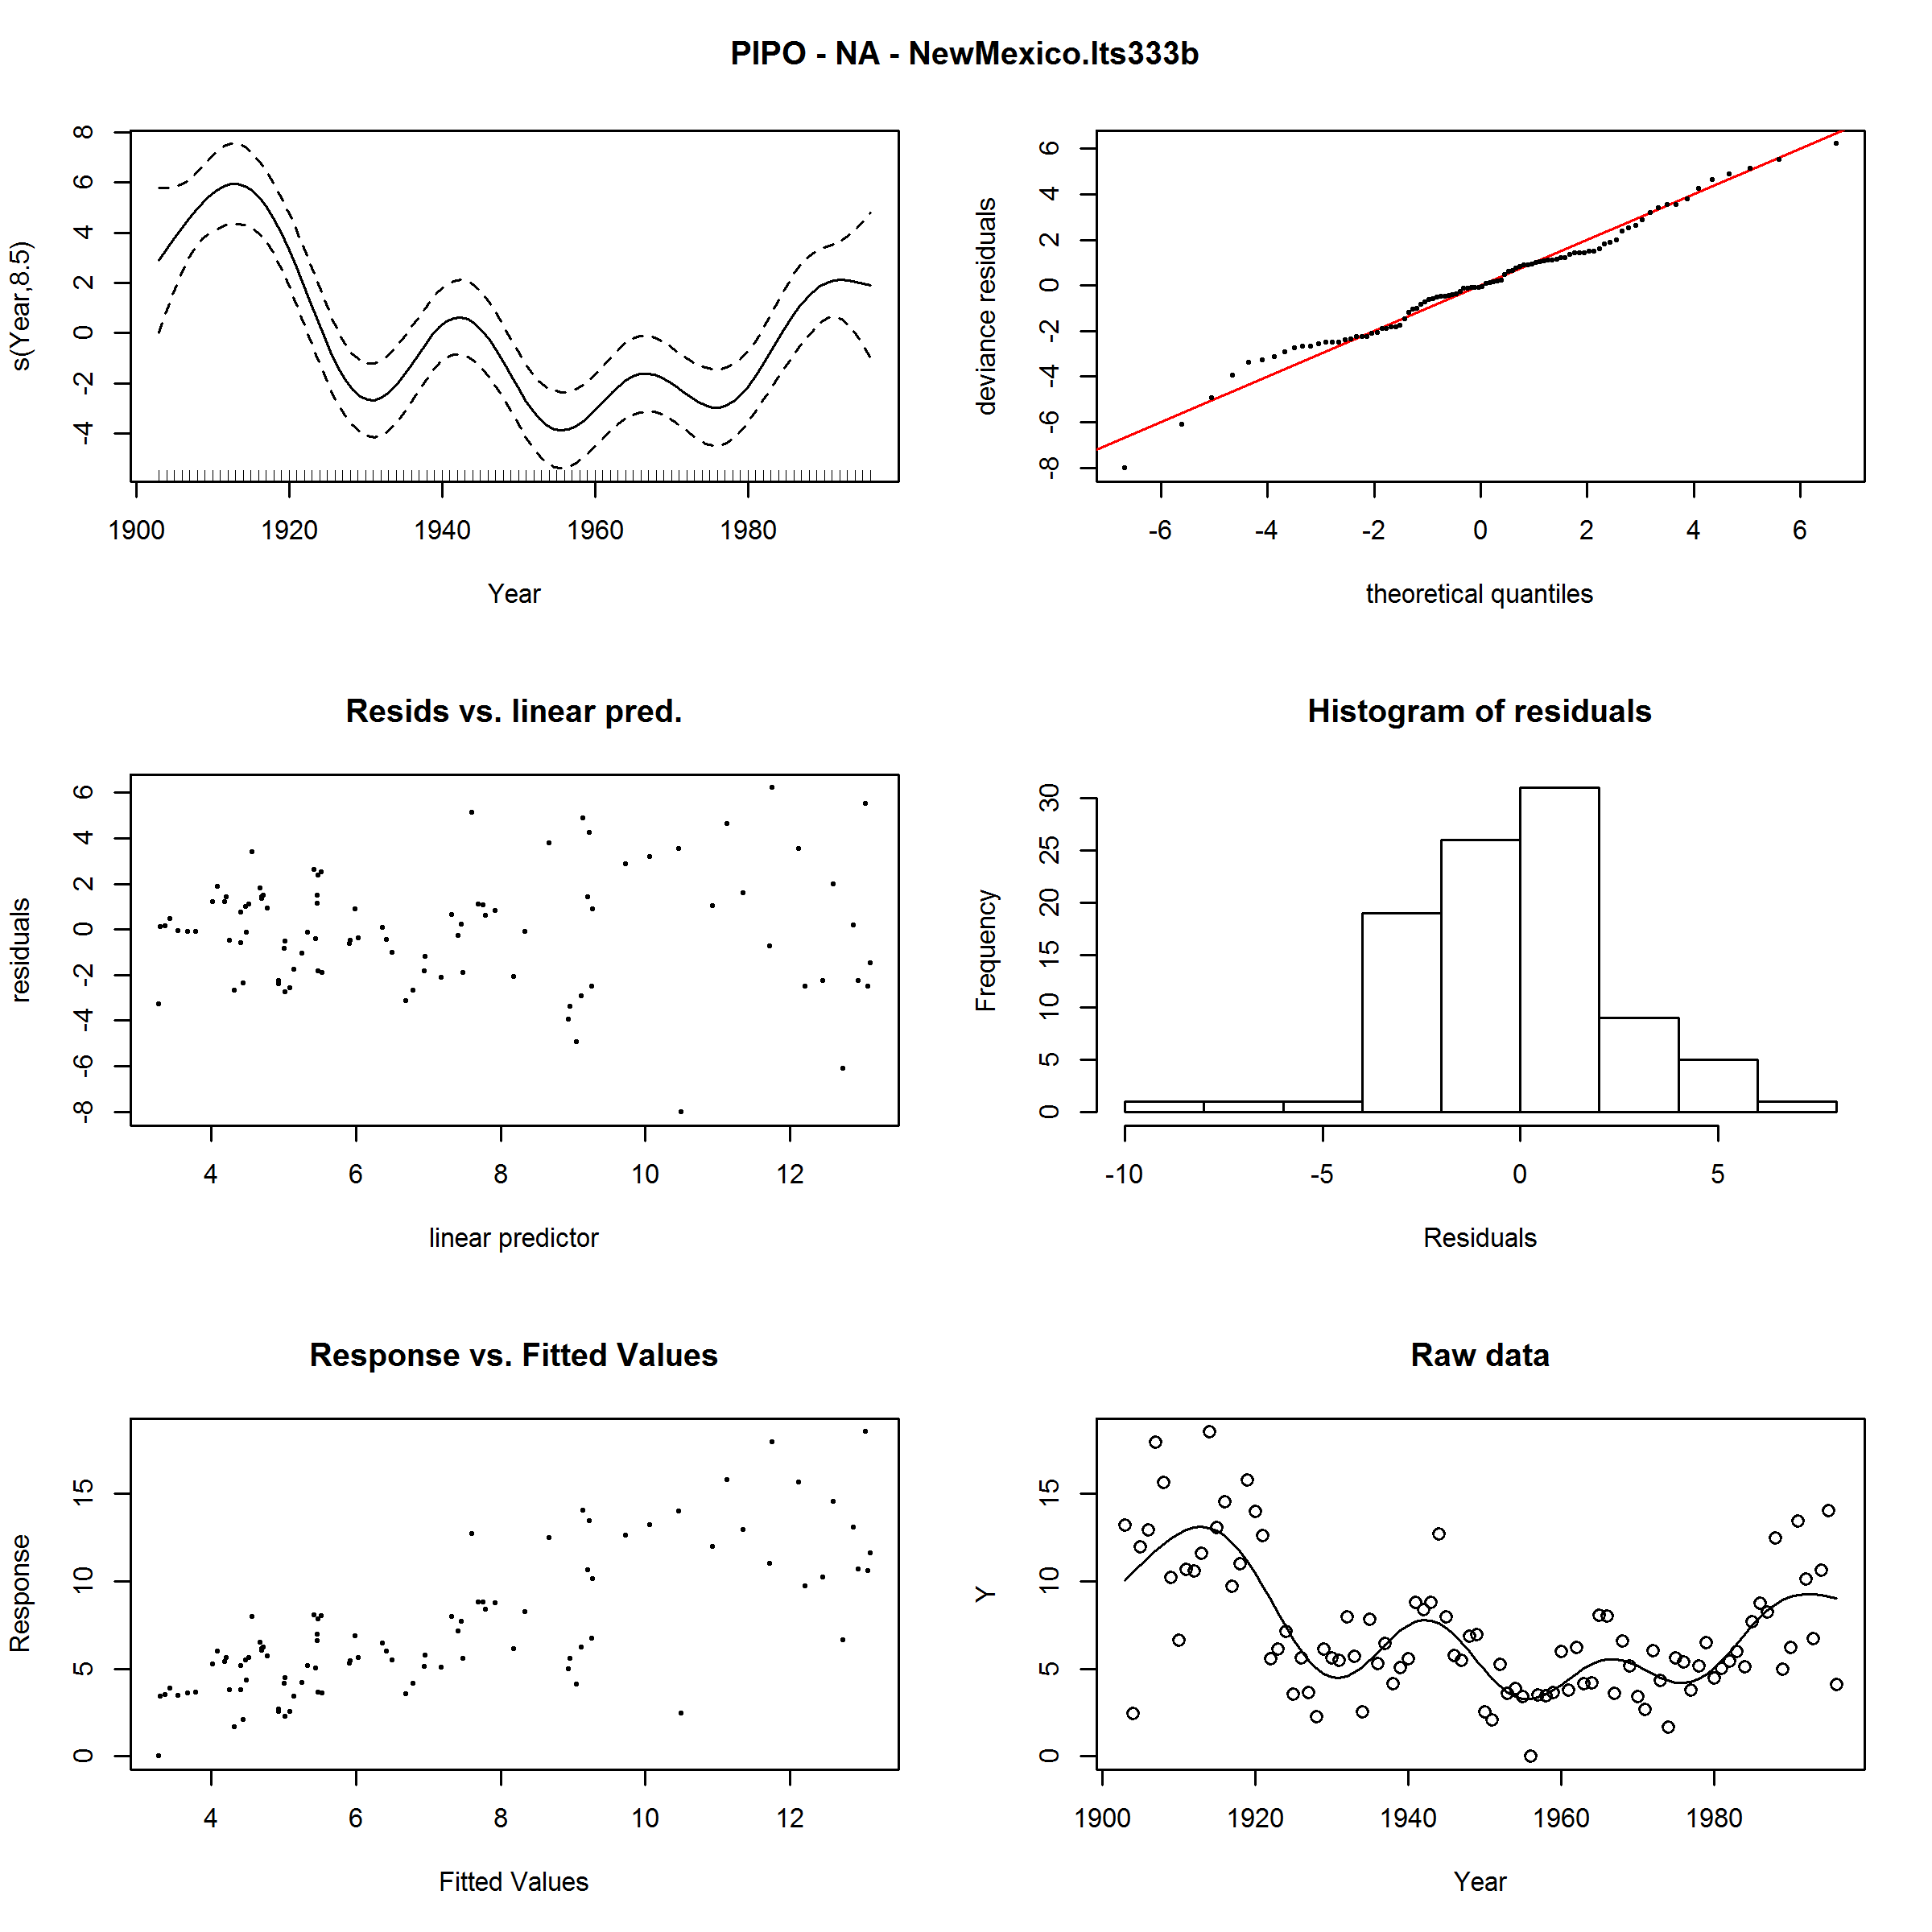 PIPO - NA - NewMexico.lts333b
s(Year,8.5)
8
6
4
2
0
-2
-4
1900 1920 1940 1960 1980
Year
deviance residuals
6
4
2
0
-2
-4
-6
-8
-6 -4 -2 0 2 4 6
theoretical quantiles
Resids vs. linear pred.
residuals
6
4
2
0
-2
-4
-6
-8
4 6 8 10 12
linear predictor
Histogram of residuals
Frequency
30
25
20
15
10
5
0
-10 -5 0 5
Residuals
Response vs. Fitted Values
Response
15
10
5
0
4 6 8 10 12
Fitted Values
Raw data
Y
15
10
5
0
1900 1920 1940 1960 1980
Year